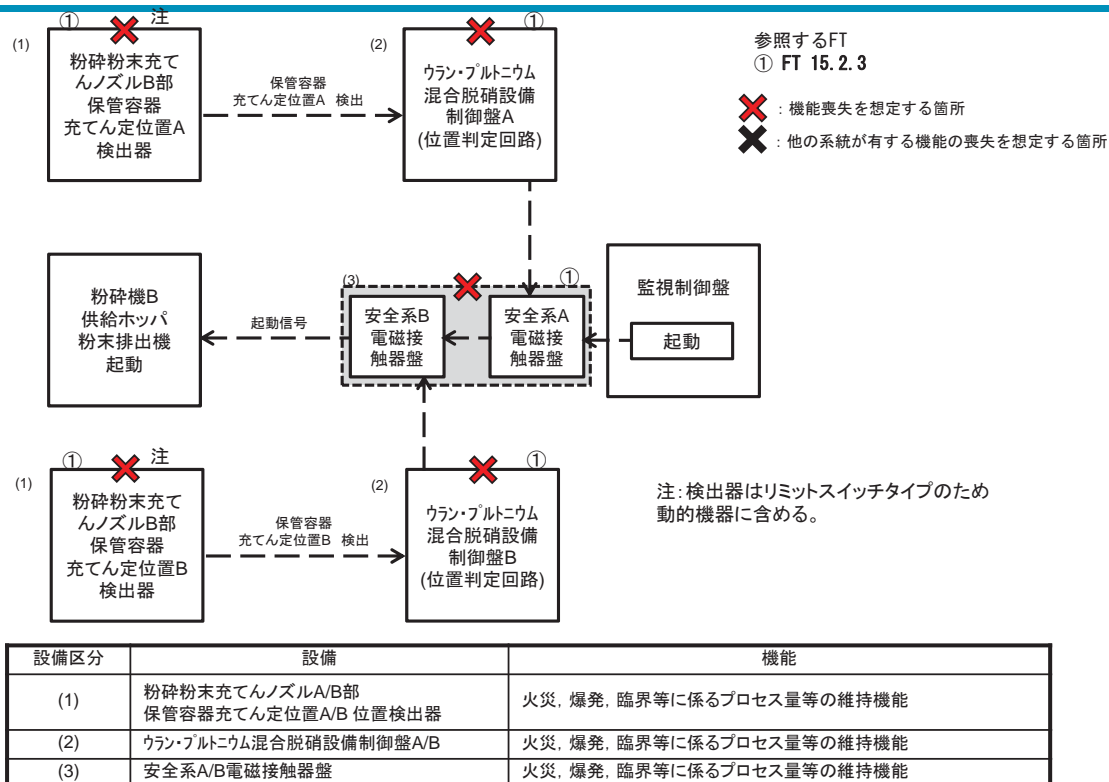 ① 注
(1)
粉砕粉末充て
んノズルB部
保管容器
充てん定位置A
検出器
保管容器
充てん定位置A 検出
①
(2)
ウラン・プルトニウム
混合脱硝設備
制御盤A
(位置判定回路)
参照するFT
① FT 15.2.3
：機能喪失を想定する箇所
：他の系統が有する機能の喪失を想定する箇所
粉砕機B
供給ホッパ
粉末排出機
起動
起動信号
(3)
①
安全系B
電磁接
触器盤
安全系A
電磁接
触器盤
監視制御盤
起動
① 注
(1)
粉砕粉末充て
んノズルB部
保管容器
充てん定位置B
検出器
保管容器
充てん定位置B 検出
①
(2)
ウラン・プルトニウム
混合脱硝設備
制御盤B
(位置判定回路)
注：検出器はリミットスイッチタイプのため
動的機器に含める。
設備区分 設備 機能
(1) 粉砕粉末充てんノズルA/B部
保管容器充てん定位置A/B 位置検出器 火災，爆発，臨界等に係るプロセス量等の維持機能
(2) ウラン・プルトニウム混合脱硝設備制御盤A/B 火災，爆発，臨界等に係るプロセス量等の維持機能
(3) 安全系A/B電磁接触器盤 火災，爆発，臨界等に係るプロセス量等の維持機能